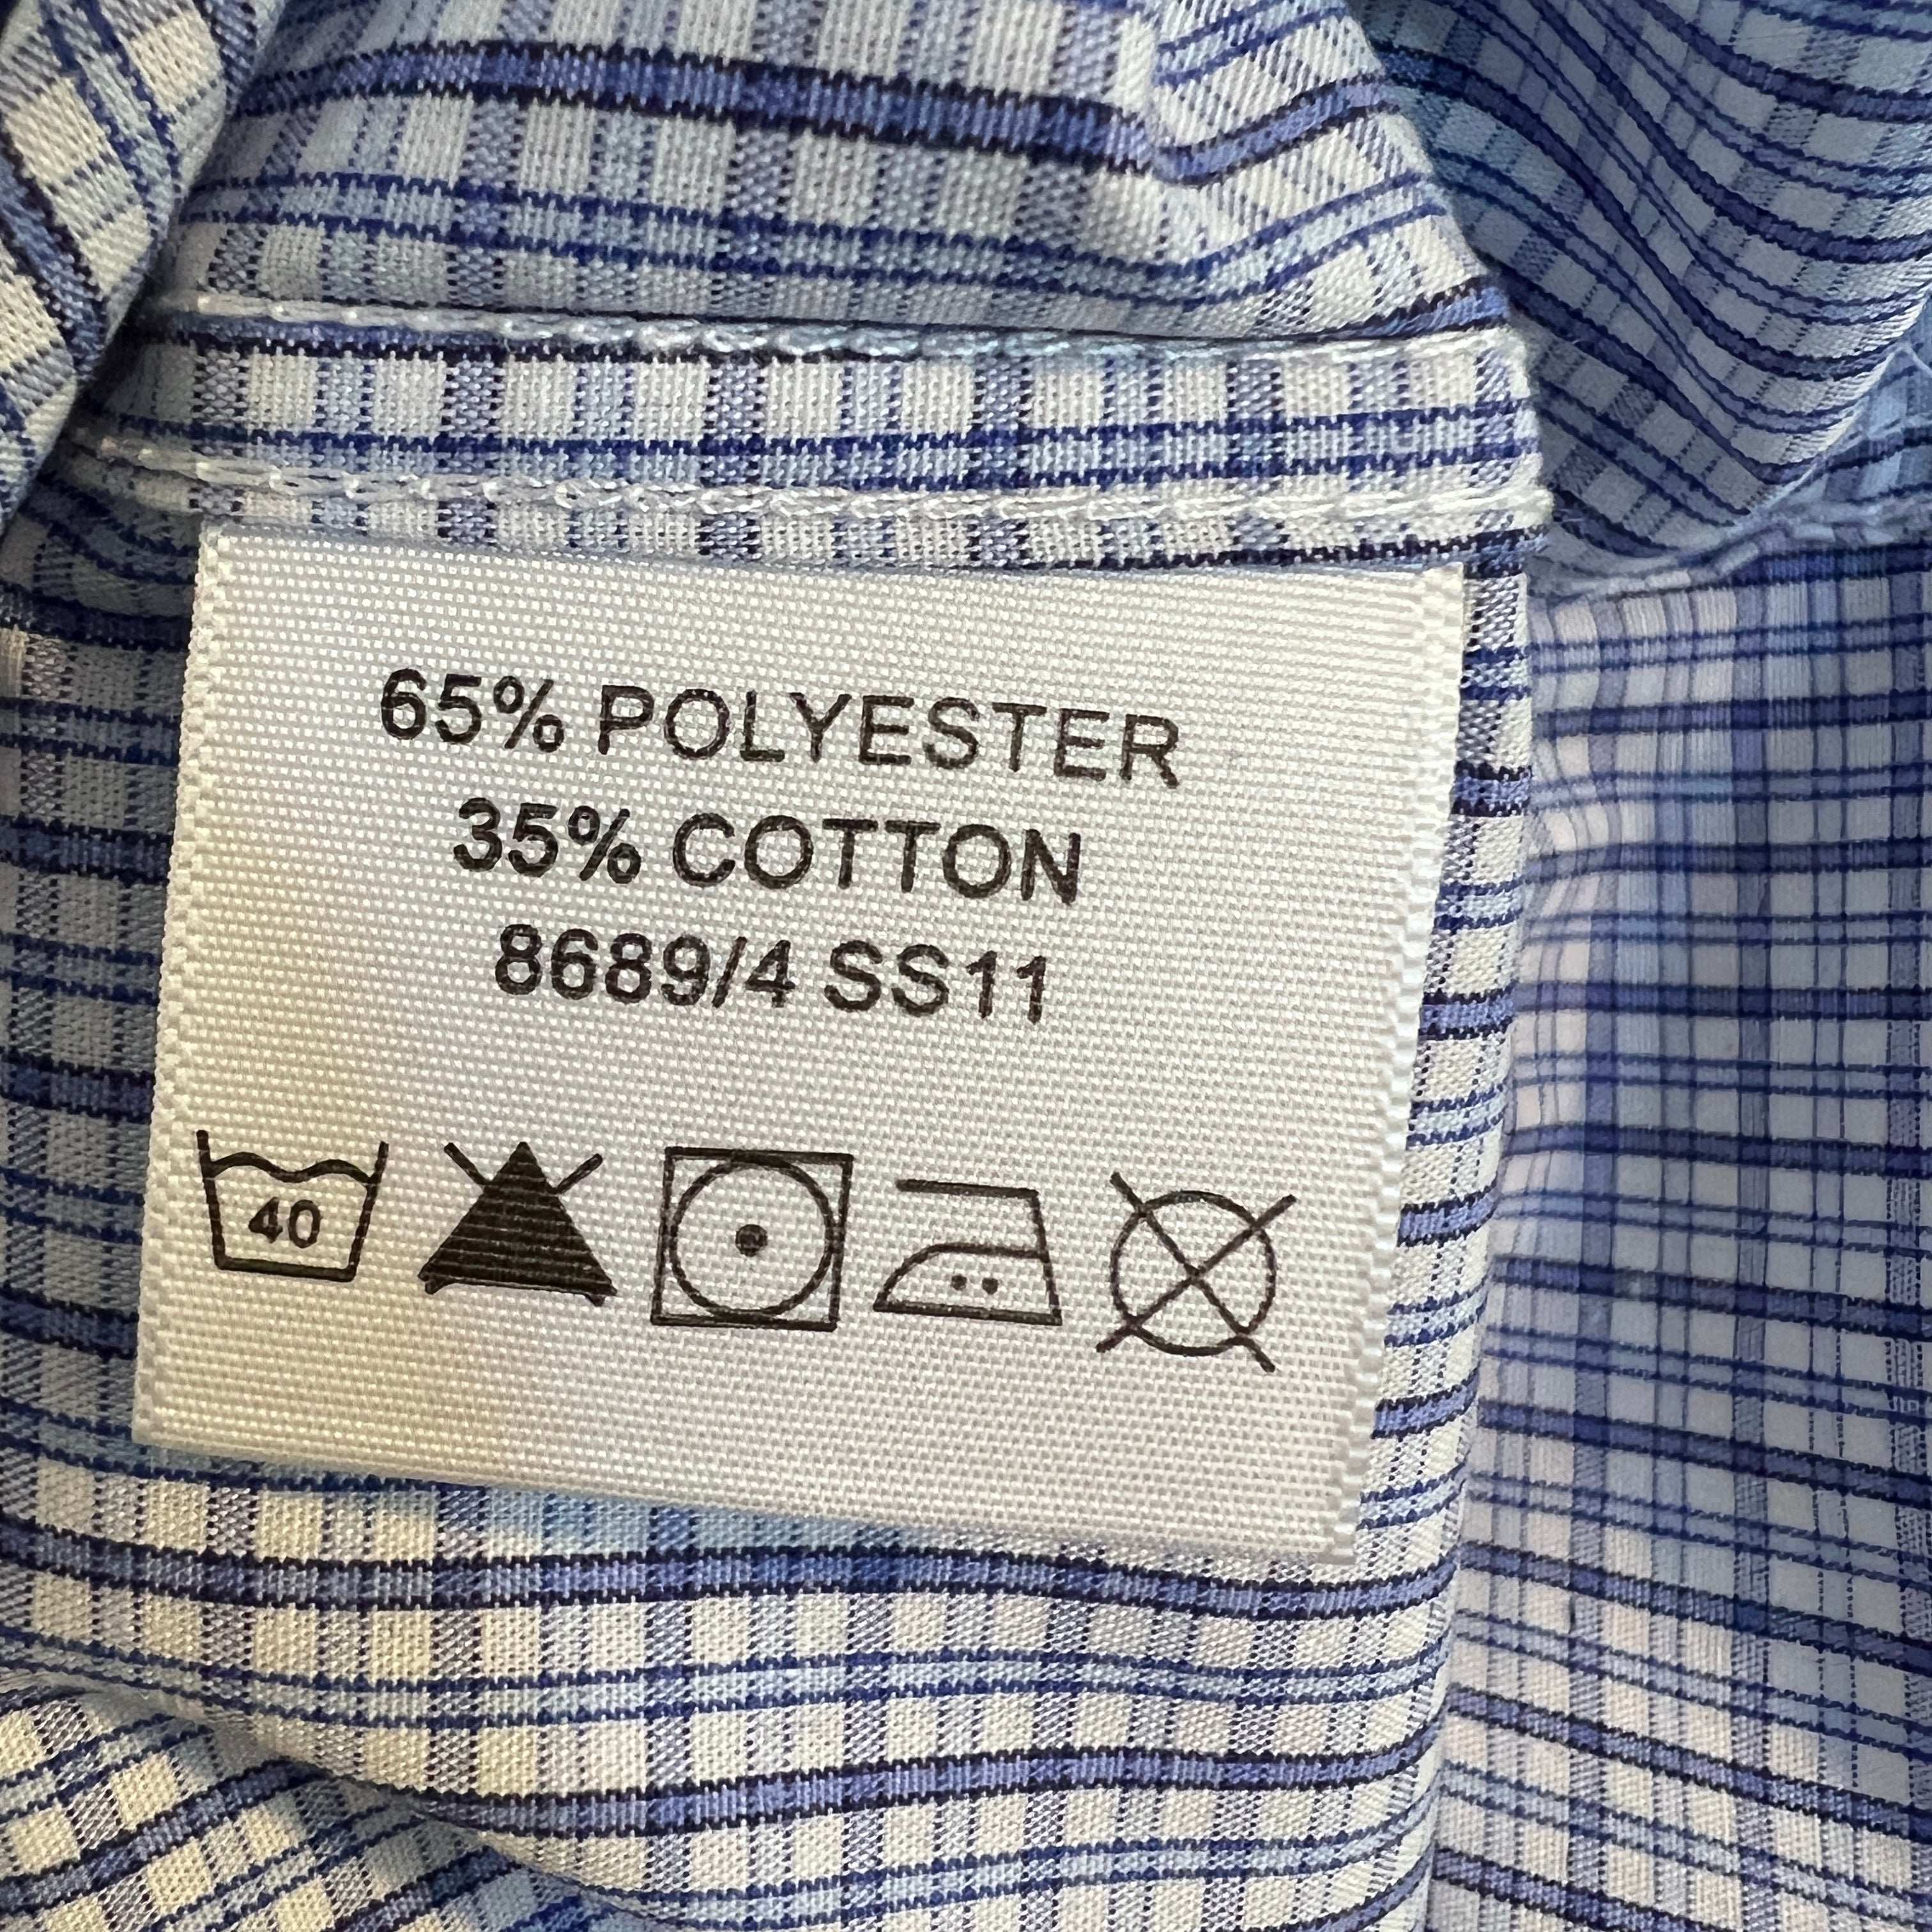 65% POLYESTER
35% COTTON
8689/4 SS11
40